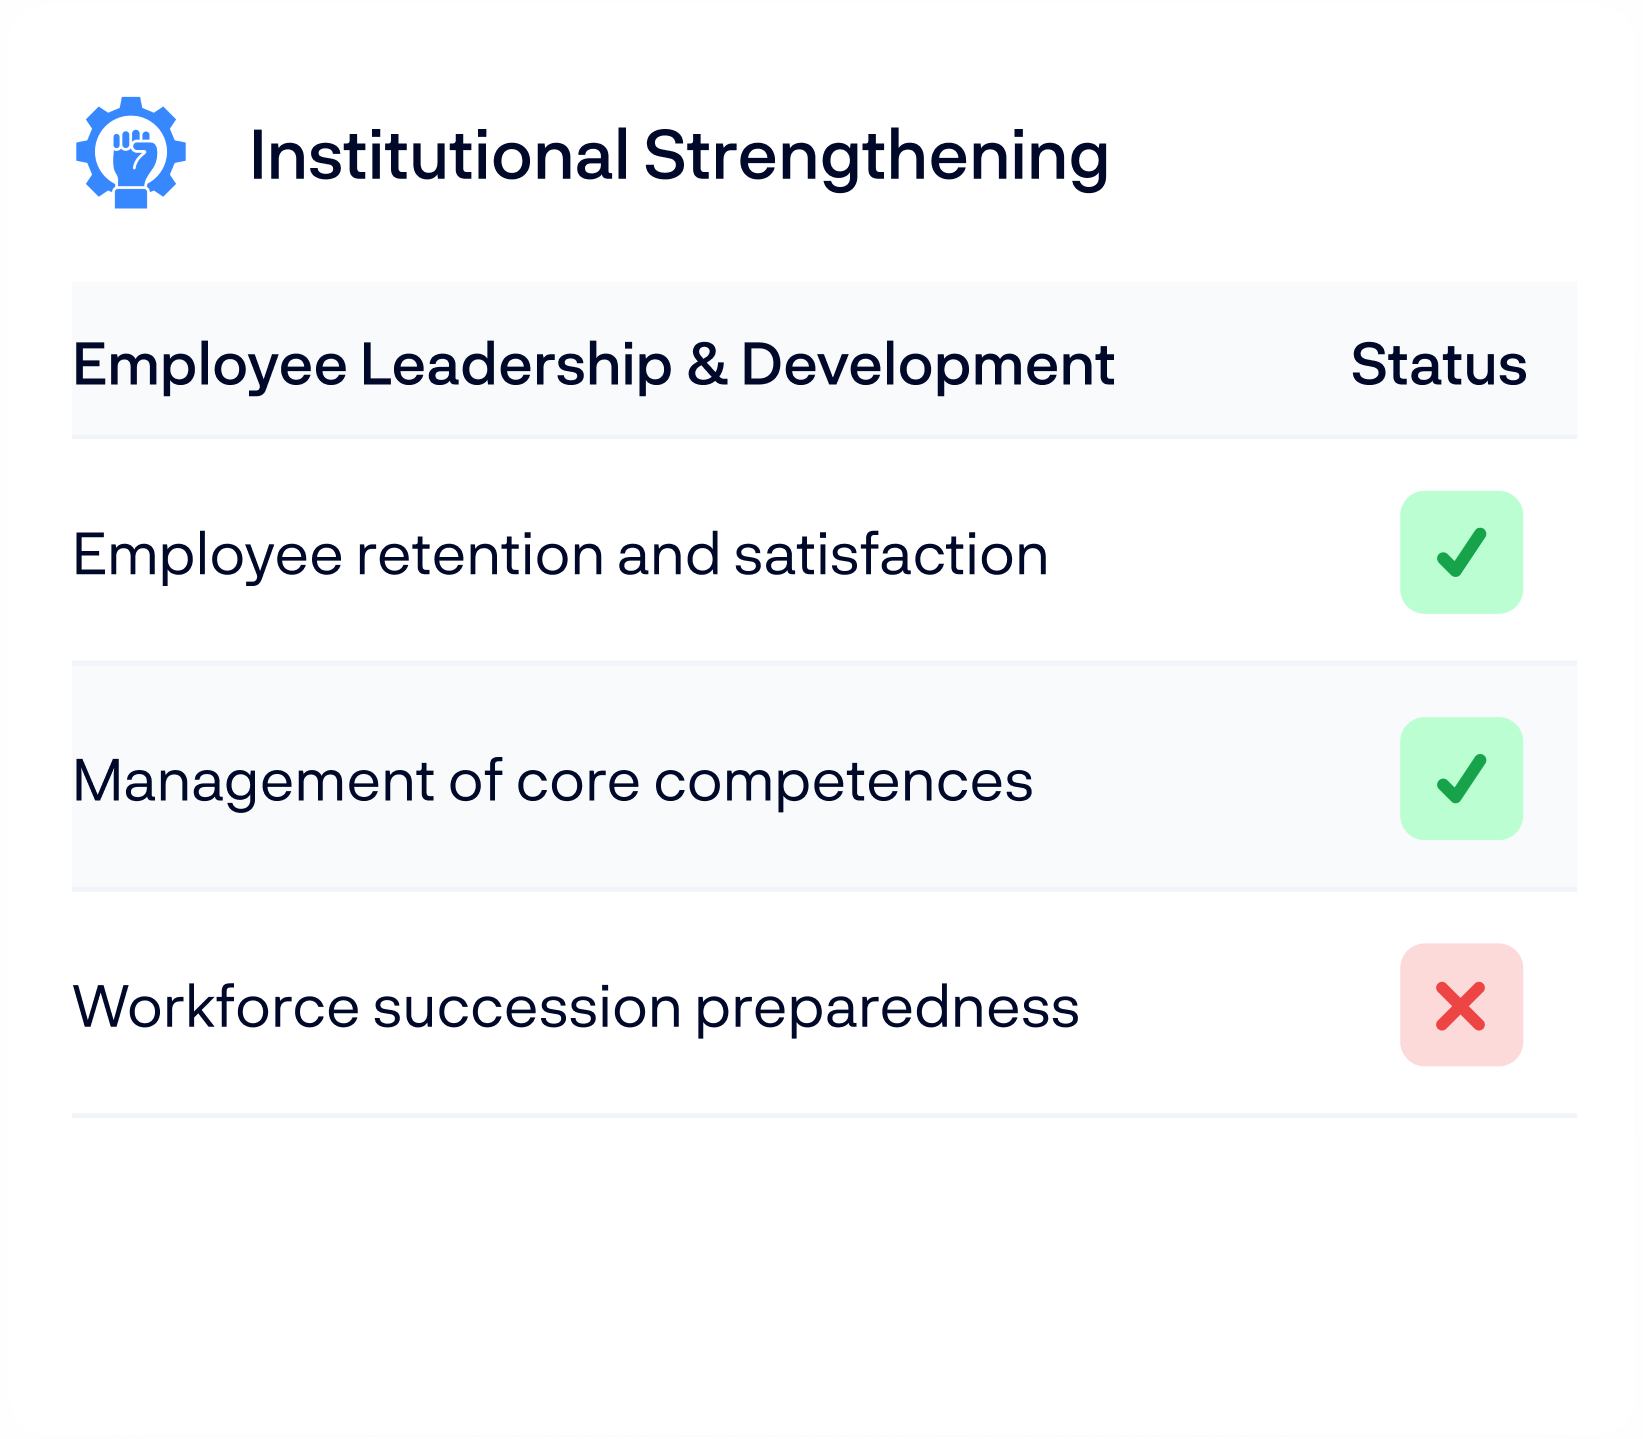 Institutional Strengthening
Employee Leadership & Development Status
Employee retention and satisfaction
Management of core competences
Workforce succession preparedness